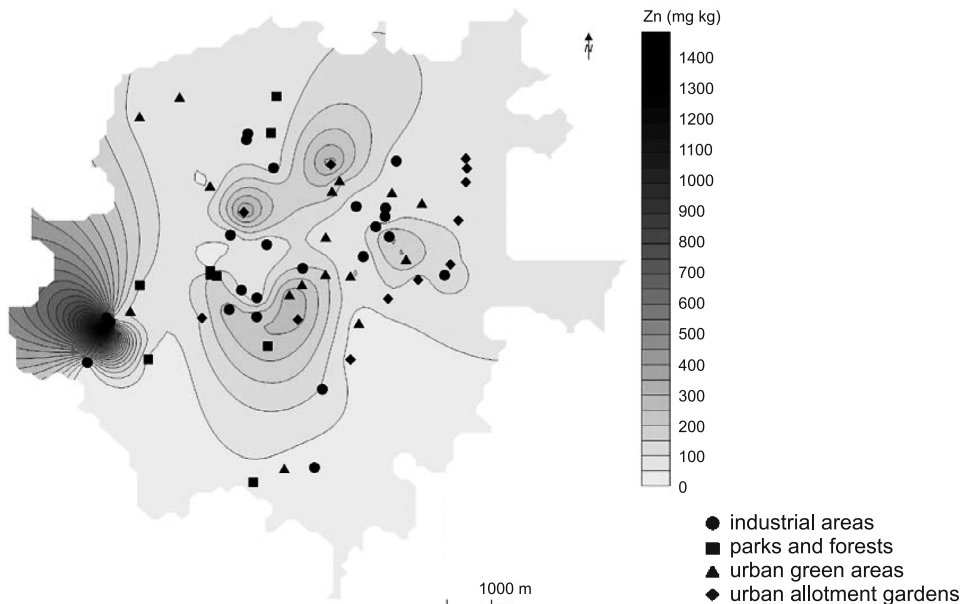 Zn (mg kg)
N
1400
1300
1200
1100
1000
900
800
700
600
500
400
300
200
100
0
industrial areas
parks and forests
urban green areas
urban allotment gardens
1000 m